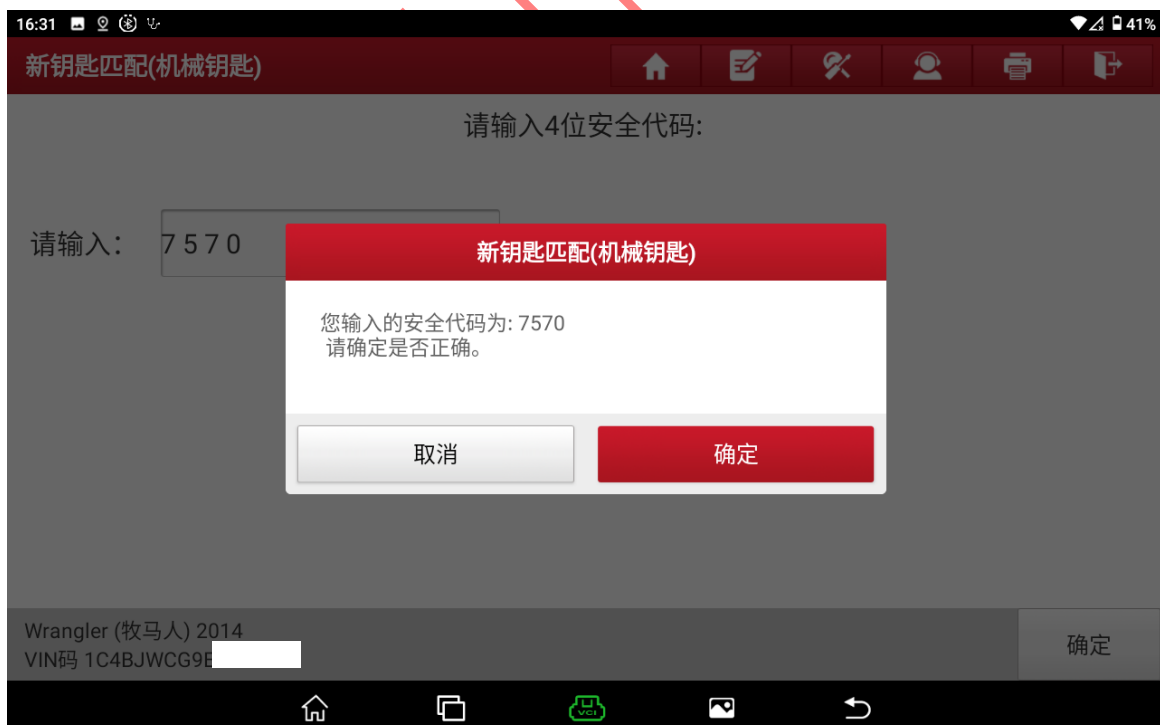 16:31
41%
新钥匙匹配(机械钥匙)
请输入4位安全代码:
请输入:
7570
新钥匙匹配(机械钥匙)
您输入的安全代码为: 7570
请确定是否正确。
取消
确定
Wrangler (牧马人) 2014
VIN码 1C4BJWCG9E
确定
VCI